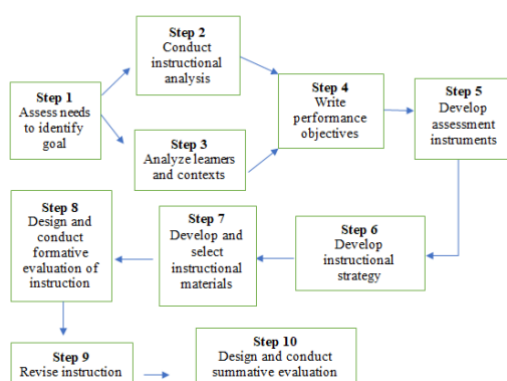 Step 1
Assess needs
to identify
goal
Step 2
Conduct
instructional
analysis
Step 3
Analyze learners
and contexts
Step 4
Write
performance
objectives
Step 5
Develop
assessment
instruments
Step 6
Develop
instructional
strategy
Step 7
Develop and
select
instructional
materials
Step 8
Design and
conduct
formative
evaluation of
instruction
Step 9
Revise instruction
Step 10
Design and conduct
summative evaluation